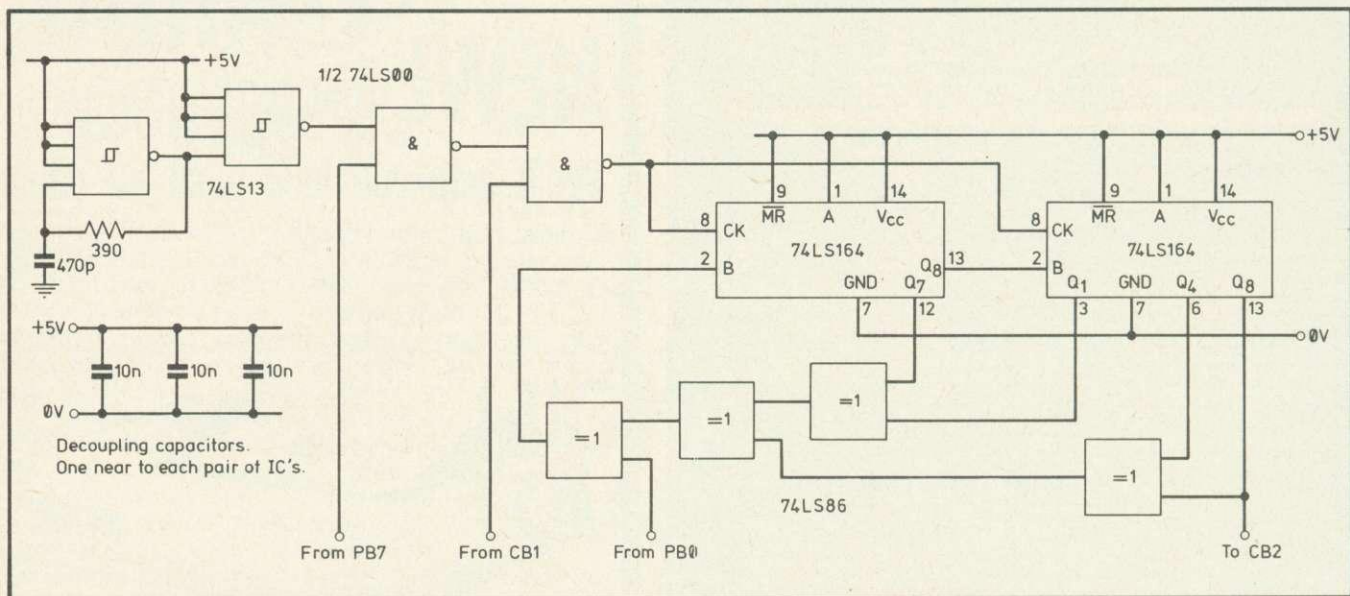 +5V
1/2 74LS00
74LS13
&
&
390
470p
+5V
10n
10n
10n
0V
Decoupling capacitors.
One near to each pair of IC's.
+5V
9
1
14
M̅R̅
A
Vcc
8
CK
74LS164
2
B
Q8
13
GND
Q7
7
12
9
1
14
M̅R̅
A
Vcc
8
CK
74LS164
2
B
Q1
GND
Q4
Q8
3
7
6
13
0V
=1
=1
=1
=1
74LS86
From PB7
From CB1
From PB0
To CB2